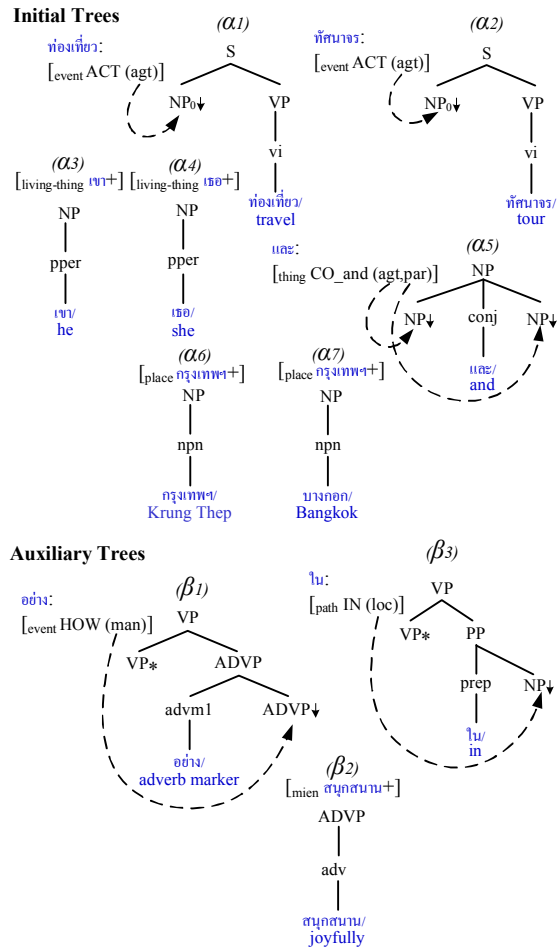 Initial Trees
(α1)
ท่องเที่ยว:
[event ACT (agt)]
S
NP0↓
VP
vi
ท่องเที่ยว/
travel
(α2)
ทัศนาจร:
[event ACT (agt)]
S
NP0↓
VP
vi
ทัศนาจร/
tour
(α3)
[living-thing เขา+]
NP
pper
เขา/
he
(α4)
[living-thing เธอ+]
NP
pper
เธอ/
she
(α5)
และ:
[thing CO_and (agt,par)]
NP
NP↓
conj
NP↓
และ/
and
(α6)
[place กรุงเทพฯ+]
NP
npn
กรุงเทพฯ/
Krung Thep
(α7)
[place กรุงเทพฯ+]
NP
npn
บางกอก/
Bangkok
Auxiliary Trees
(β1)
อย่าง:
[event HOW (man)]
VP
VP*
ADVP
advm1
ADVP↓
อย่าง/
adverb marker
(β2)
[mien สนุกสนาน+]
ADVP
adv
สนุกสนาน/
joyfully
(β3)
ใน:
[path IN (loc)]
VP
VP*
PP
prep
NP↓
ใน/
in